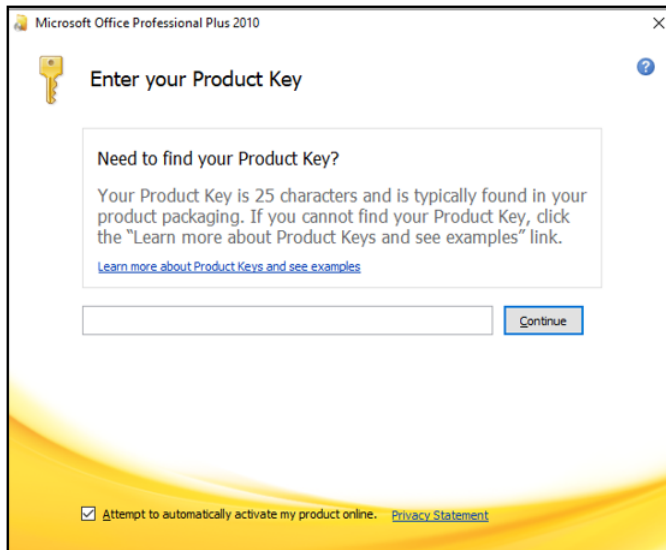 Microsoft Office Professional Plus 2010
Enter your Product Key
Need to find your Product Key?
Your Product Key is 25 characters and is typically found in your
product packaging. If you cannot find your Product Key, click
the “Learn more about Product Keys and see examples” link.
Learn more about Product Keys and see examples
Continue
Attempt to automatically activate my product online. Privacy Statement